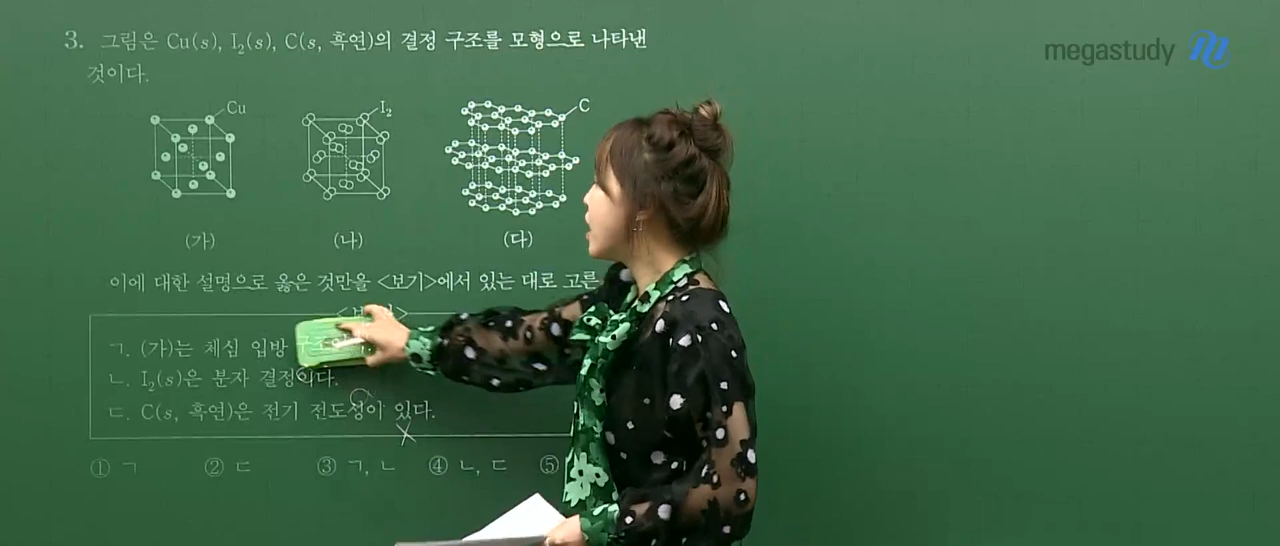 3. 그림은 Cu(s), I₂(s), C(s, 흑연)의 결정 구조를 모형으로 나타낸
것이다.
megastudy
Cu
I₂
C
(가)
(나)
(다)
이에 대한 설명으로 옳은 것만을 <보기>에서 있는 대로 고른
ㄱ. (가)는 체심 입방
ㄴ. I₂(s)은 분자 결정이다.
ㄷ. C(s, 흑연)은 전기 전도성이 있다.
① ㄱ ② ㄷ ③ ㄱ, ㄴ ④ ㄴ, ㄷ ⑤